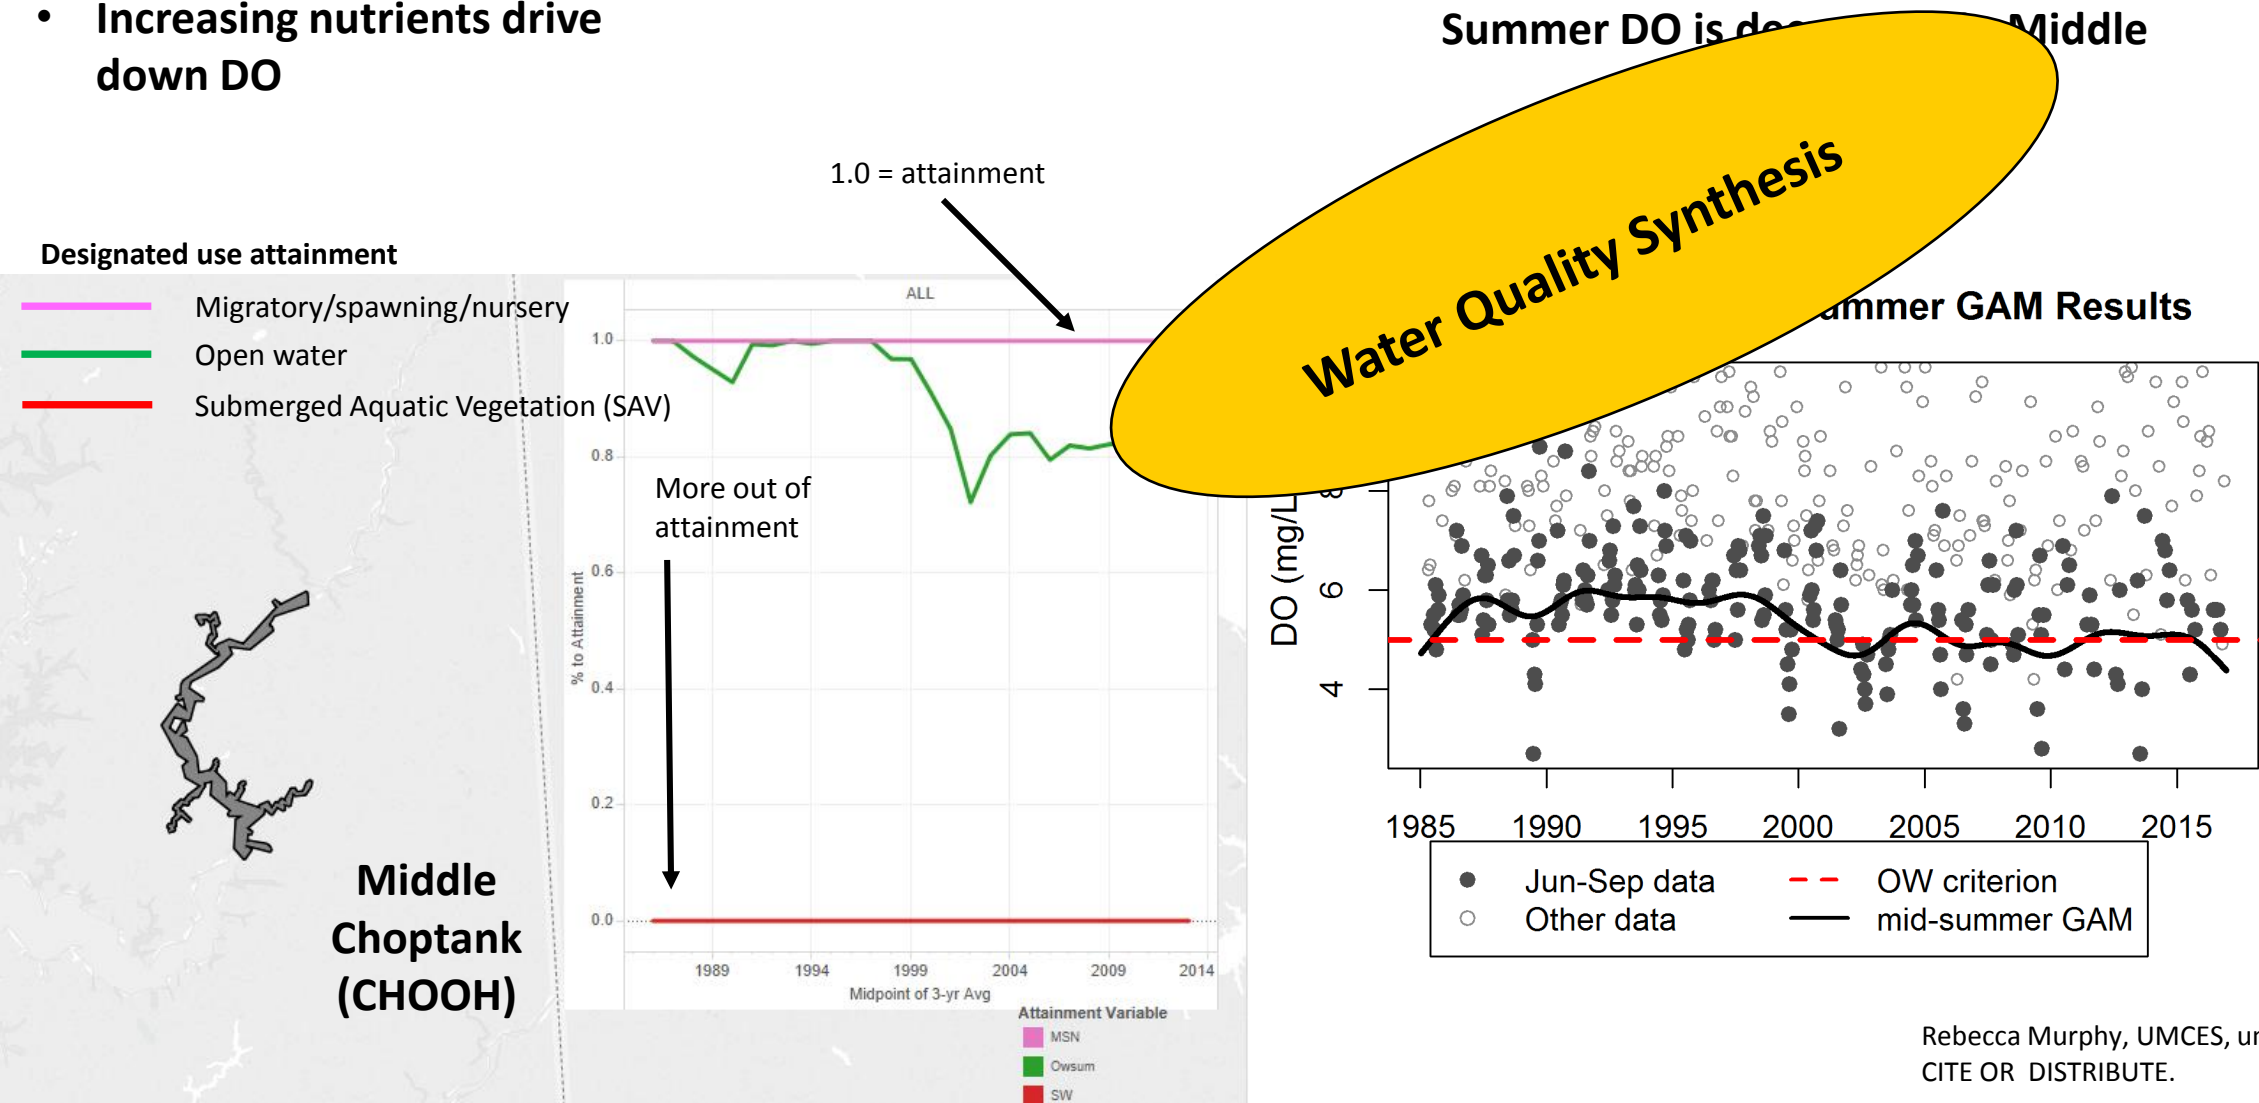 • Increasing nutrients drive
down DO
Summer DO is Middle
Water Quality Synthesis
1.0 = attainment
Designated use attainment
Migratory/spawning/nursery
Open water
Submerged Aquatic Vegetation (SAV)
ALL
1.0
0.8
0.6
0.4
0.2
0.0
% to Attainment
More out of
attainment
1989 1994 1999 2004 2009 2014
Midpoint of 3-yr Avg
Attainment Variable
MSN
Owsum
SW
Middle
Choptank
(CHOOH)
GAM Results
DO (mg/L
8
6
4
1985 1990 1995 2000 2005 2010 2015
Jun-Sep data
Other data
OW criterion
mid-summer GAM
Rebecca Murphy, UMCES,
CITE OR DISTRIBUTE.